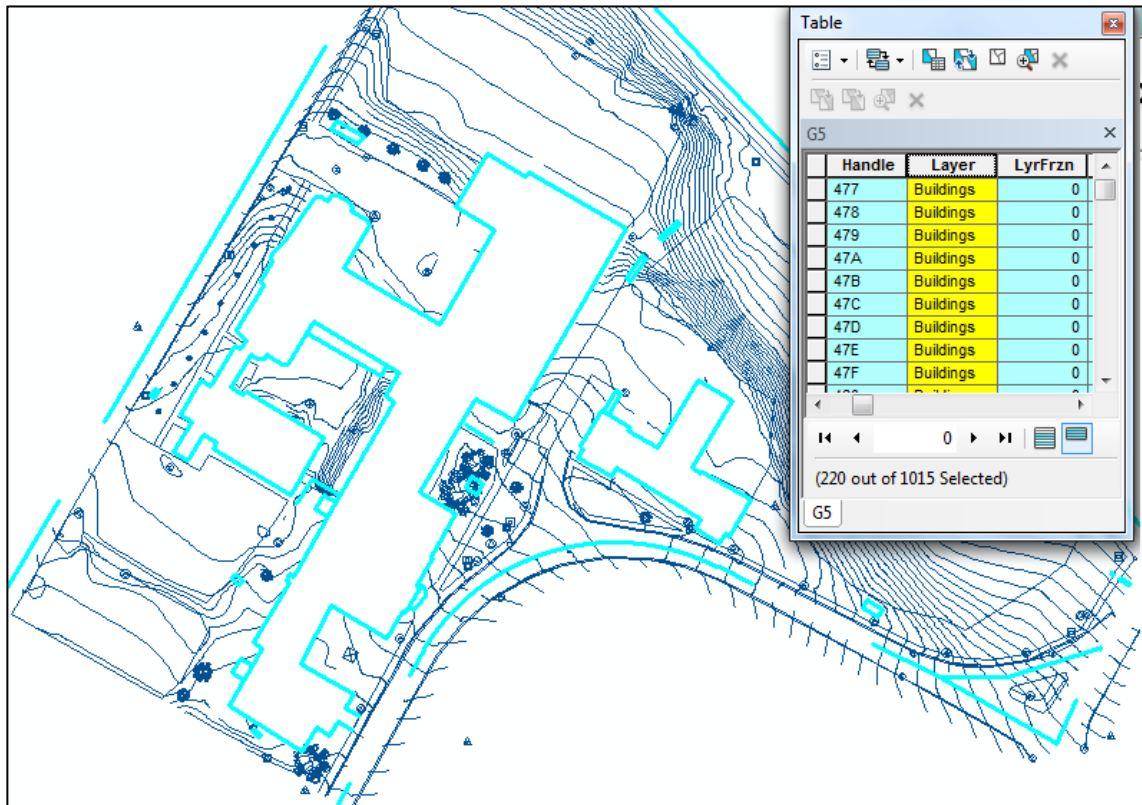 Table
G5
Handle Layer LyrFrzn
477 Buildings 0
478 Buildings 0
479 Buildings 0
47A Buildings 0
47B Buildings 0
47C Buildings 0
47D Buildings 0
47E Buildings 0
47F Buildings 0
0
(220 out of 1015 Selected)
G5